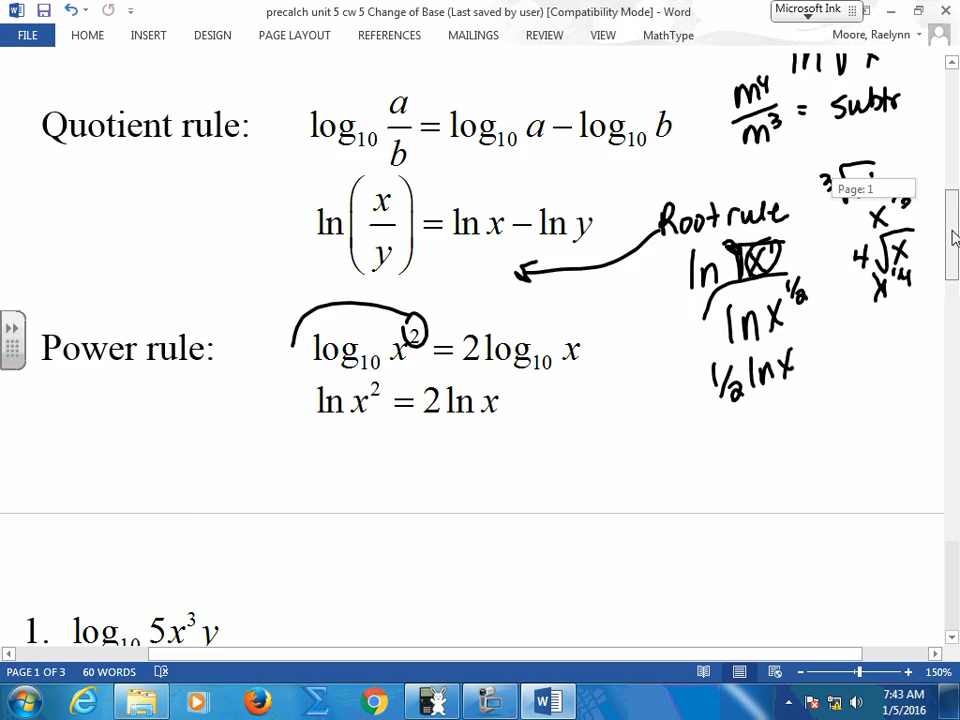 precalch unit 5 cw 5 Change of Base (Last saved by user) [Compatibility Mode] - Word
Microsoft Ink
FILE HOME INSERT DESIGN PAGE LAYOUT REFERENCES MAILINGS REVIEW VIEW MathType
Moore, Raelynn
m⁴/m³ = subtr
Quotient rule: log₁₀ a/b = log₁₀ a − log₁₀ b
ln(x/y) = ln x − ln y
Page: 1
Root rule
ln √x
ln x^1/2
1/2 ln x
x^1/3
4√x
x^1/4
Power rule: log₁₀ x² = 2 log₁₀ x
ln x² = 2 ln x
1. log₁₀ 5x³y
PAGE 1 OF 3 60 WORDS
150%
7:43 AM
1/5/2016